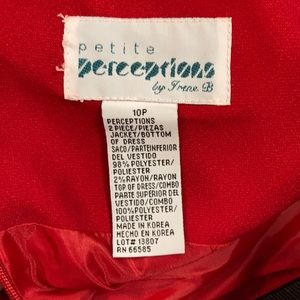 petite
perceptions
by Irene B
10P
PERCEPTIONS
2 PIECE/PIEZAS
JACKET/BOTTOM
OF DRESS
SACO/PARTEINFERIOR
DEL VESTIDO
98% POLYESTER/
POLIESTER
2% RAYON/RAYON
TOP OF DRESS/COMBO
PARTE SUPERIOR
DEL VESTIDO/COMBO
100%POLYESTER/
POLIESTER
MADE IN KOREA
HECHO EN KOREA
LOT# 13807
RN 66585